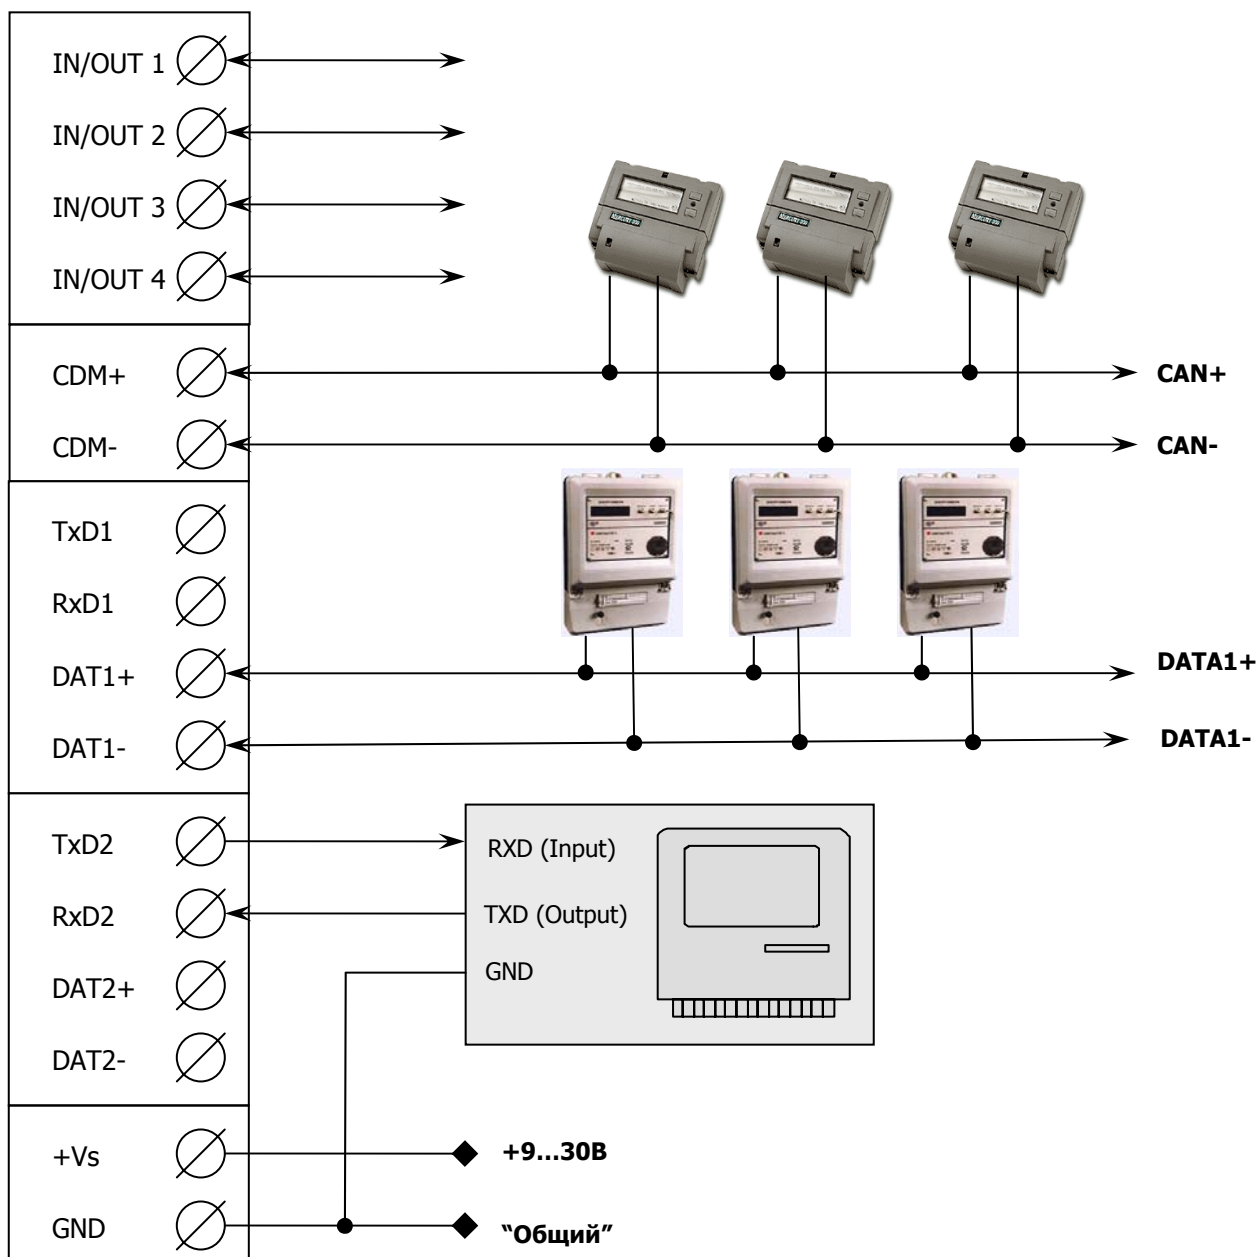 IN/OUT 1
IN/OUT 2
IN/OUT 3
IN/OUT 4
CDM+
CAN+
CDM-
CAN-
TxD1
RxD1
DAT1+
DATA1+
DAT1-
DATA1-
TxD2
RXD (Input)
RxD2
TXD (Output)
GND
DAT2+
DAT2-
+Vs
+9...30В
GND
“Общий”